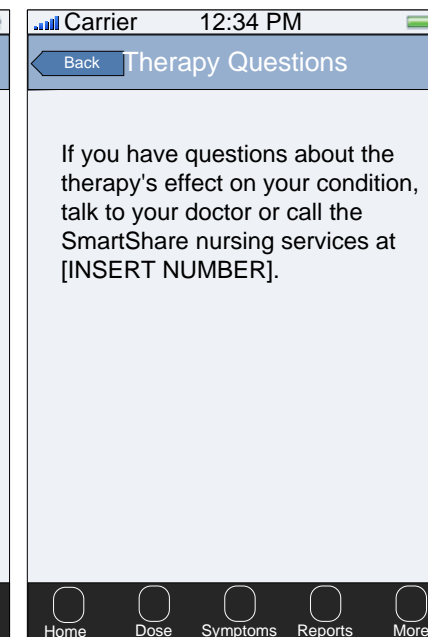 Carrier 12:34 PM
Back Therapy Questions
If you have questions about the
therapy's effect on your condition,
talk to your doctor or call the
SmartShare nursing services at
[INSERT NUMBER].
Home Dose Symptoms Reports More